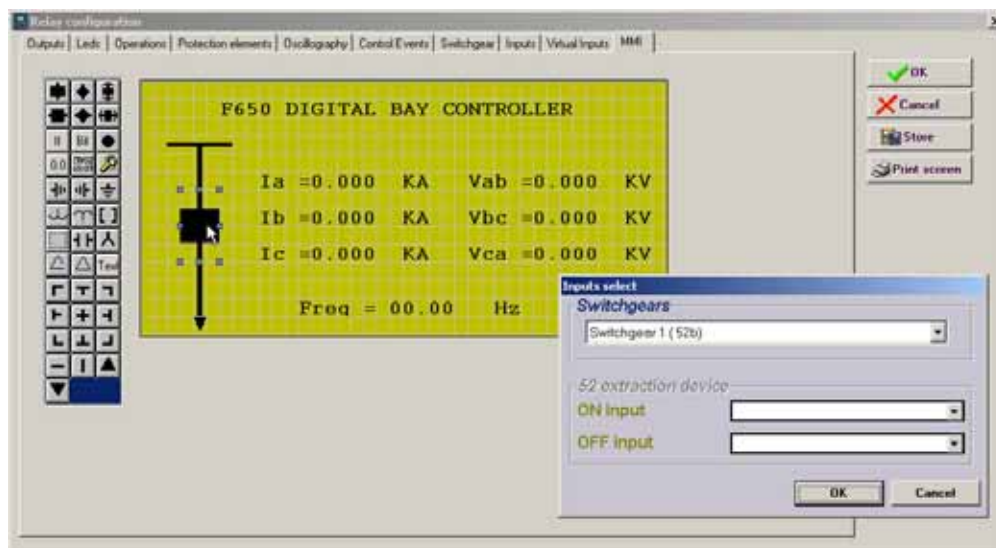 Relay configuration
Outputs Leds Operations Protection elements Oscillography Control Events Switchgear Inputs Virtual Inputs MMI
OK
Cancel
Store
Print screen
F650 DIGITAL BAY CONTROLLER
Ia =0.000 KA Vab =0.000 KV
Ib =0.000 KA Vbc =0.000 KV
Ic =0.000 KA Vca =0.000 KV
Freq = 00.00 Hz
0.0
Text
Inputs select
Switchgears
Switchgear 1 ( 52b)
52 extraction device
ON input
OFF input
OK Cancel